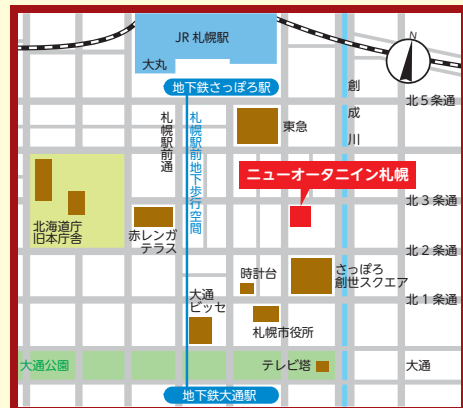 JR 札幌駅
N
大丸
地下鉄さっぽろ駅
創成川
北5条通
札幌駅前通
札幌駅前地下歩行空間
東急
ニューオータニイン札幌
北3条通
北海道庁
旧本庁舎
赤レンガ
テラス
北2条通
時計台
さっぽろ
創世スクエア
大通
ビッセ
北1条通
札幌市役所
大通公園
テレビ塔
大通
地下鉄大通駅